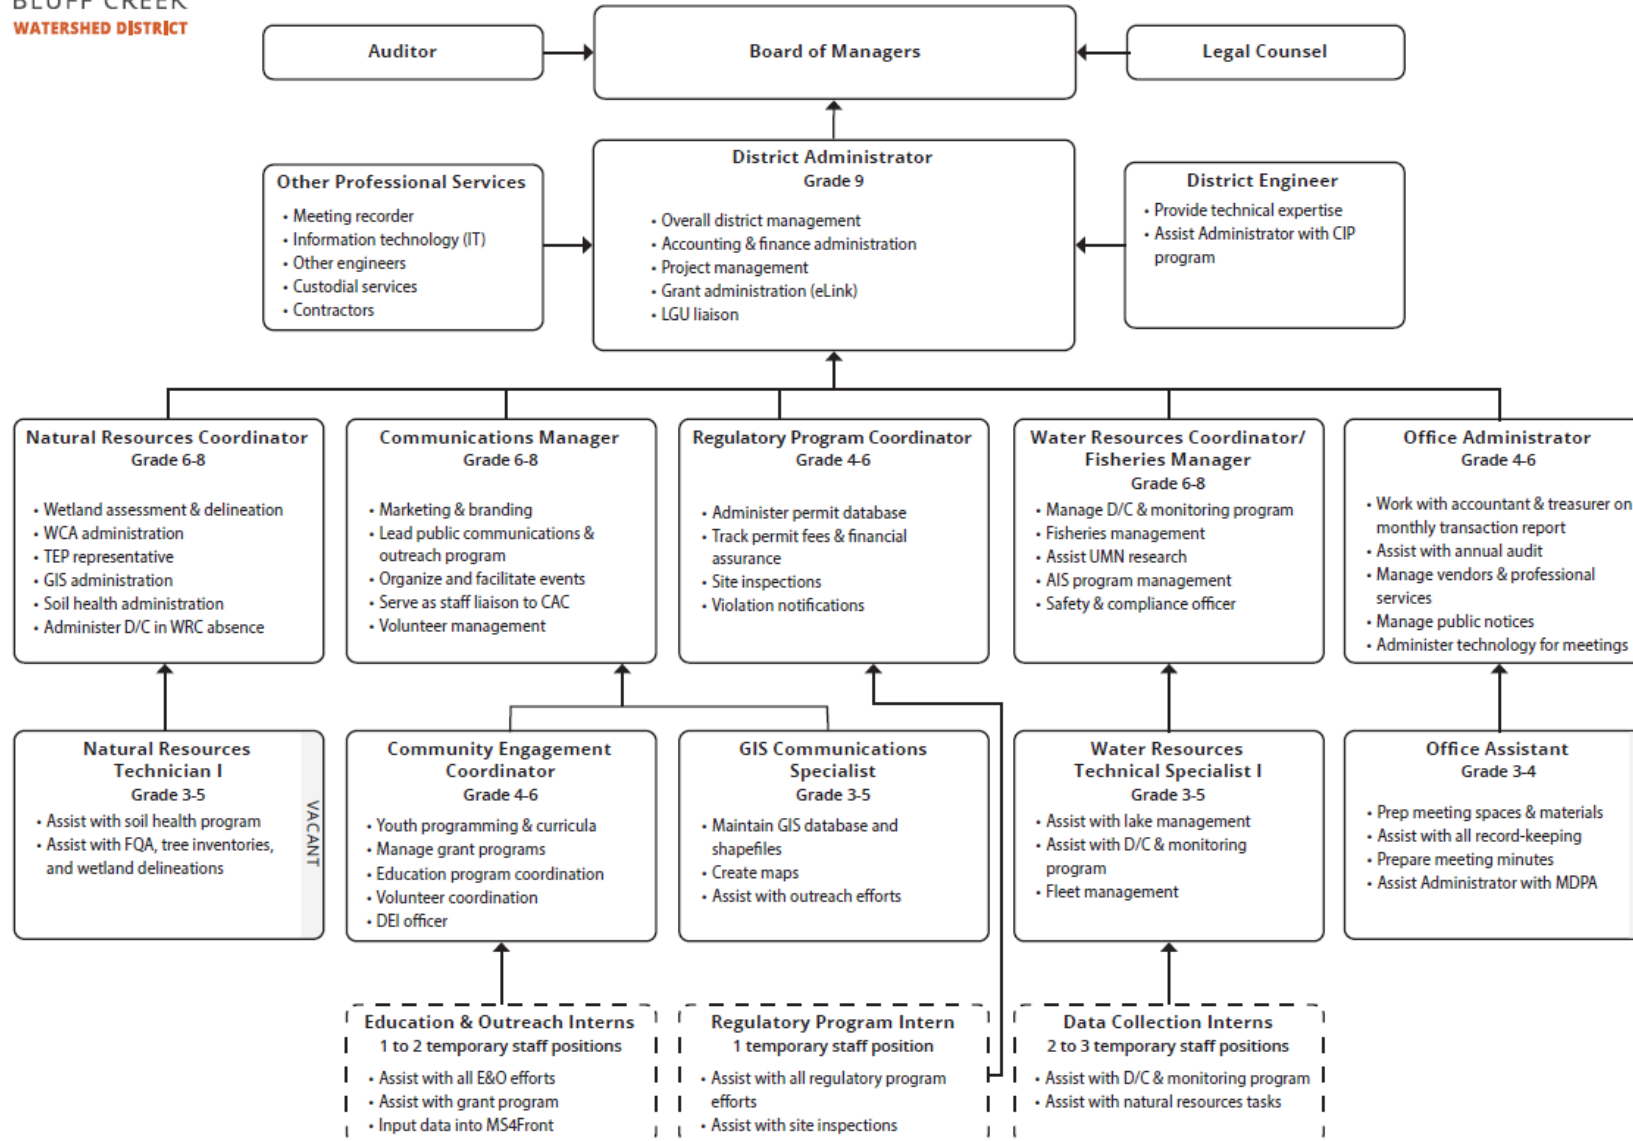 BLUFF CREEK
WATERSHED DISTRICT
Auditor
Board of Managers
Legal Counsel
District Administrator
Grade 9
• Overall district management
• Accounting & finance administration
• Project management
• Grant administration (eLink)
• LGU liaison
Other Professional Services
• Meeting recorder
• Information technology (IT)
• Other engineers
• Custodial services
• Contractors
District Engineer
• Provide technical expertise
• Assist Administrator with CIP
program
Natural Resources Coordinator
Grade 6-8
• Wetland assessment & delineation
• WCA administration
• TEP representative
• GIS administration
• Soil health administration
• Administer D/C in WRC absence
Communications Manager
Grade 6-8
• Marketing & branding
• Lead public communications &
outreach program
• Organize and facilitate events
• Serve as staff liaison to CAC
• Volunteer management
Regulatory Program Coordinator
Grade 4-6
• Administer permit database
• Track permit fees & financial
assurance
• Site inspections
• Violation notifications
Water Resources Coordinator/
Fisheries Manager
Grade 6-8
• Manage D/C & monitoring program
• Fisheries management
• Assist UMN research
• AIS program management
• Safety & compliance officer
Office Administrator
Grade 4-6
• Work with accountant & treasurer on
monthly transaction report
• Assist with annual audit
• Manage vendors & professional
services
• Manage public notices
• Administer technology for meetings
Natural Resources
Technician I
Grade 3-5
• Assist with soil health program
• Assist with FQA, tree inventories,
and wetland delineations
VACANT
Community Engagement
Coordinator
Grade 4-6
• Youth programming & curricula
• Manage grant programs
• Education program coordination
• Volunteer coordination
• DEI officer
GIS Communications
Specialist
Grade 3-5
• Maintain GIS database and
shapefiles
• Create maps
• Assist with outreach efforts
Water Resources
Technical Specialist I
Grade 3-5
• Assist with lake management
• Assist with D/C & monitoring
program
• Fleet management
Office Assistant
Grade 3-4
• Prep meeting spaces & materials
• Assist with all record-keeping
• Prepare meeting minutes
• Assist Administrator with MDPA
Education & Outreach Interns
1 to 2 temporary staff positions
• Assist with all E&O efforts
• Assist with grant program
• Input data into MS4Front
Regulatory Program Intern
1 temporary staff position
• Assist with all regulatory program
efforts
• Assist with site inspections
Data Collection Interns
2 to 3 temporary staff positions
• Assist with D/C & monitoring program
• Assist with natural resources tasks